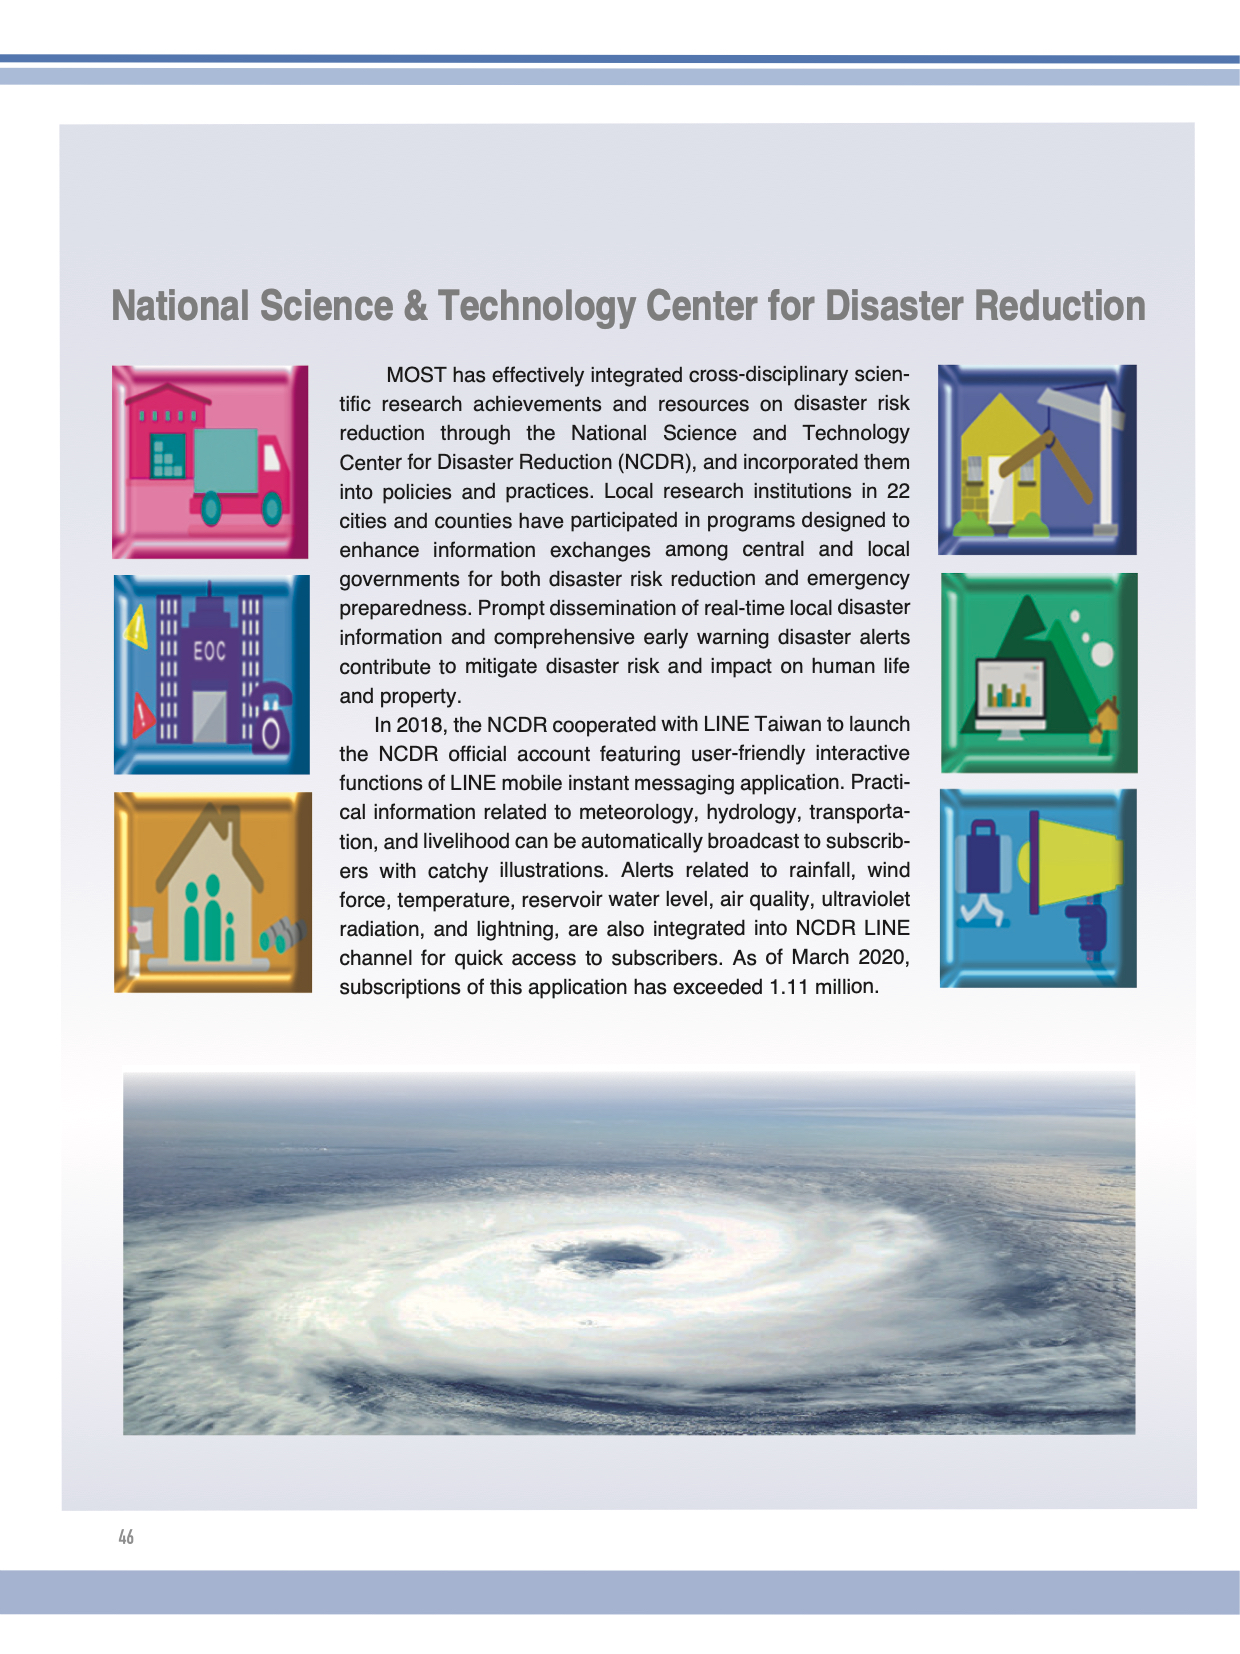 National Science & Technology Center for Disaster Reduction
MOST has effectively integrated cross-disciplinary scien-
tific research achievements and resources on disaster risk
reduction through the National Science and Technology
Center for Disaster Reduction (NCDR), and incorporated them
into policies and practices. Local research institutions in 22
cities and counties have participated in programs designed to
enhance information exchanges among central and local
governments for both disaster risk reduction and emergency
preparedness. Prompt dissemination of real-time local disaster
information and comprehensive early warning disaster alerts
contribute to mitigate disaster risk and impact on human life
and property.
In 2018, the NCDR cooperated with LINE Taiwan to launch
the NCDR official account featuring user-friendly interactive
functions of LINE mobile instant messaging application. Practi-
cal information related to meteorology, hydrology, transporta-
tion, and livelihood can be automatically broadcast to subscrib-
ers with catchy illustrations. Alerts related to rainfall, wind
force, temperature, reservoir water level, air quality, ultraviolet
radiation, and lightning, are also integrated into NCDR LINE
channel for quick access to subscribers. As of March 2020,
subscriptions of this application has exceeded 1.11 million.
EOC
46